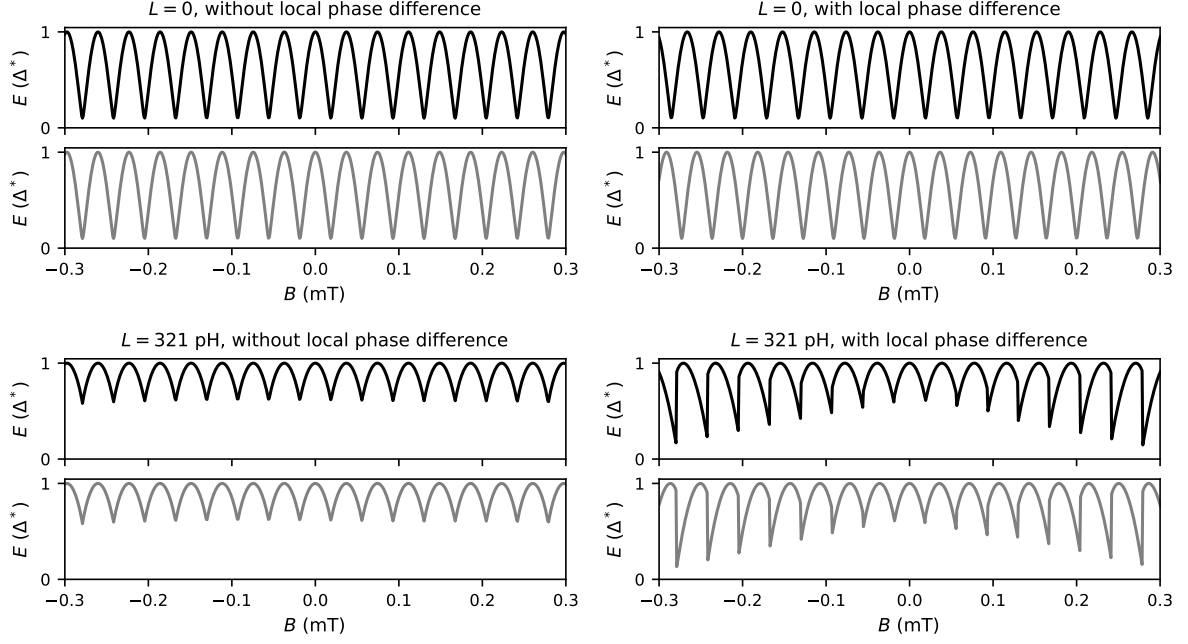 L = 0, without local phase difference
1
0
E (Δ*)
1
0
E (Δ*)
−0.3 −0.2 −0.1 0.0 0.1 0.2 0.3
B (mT)
L = 0, with local phase difference
1
0
E (Δ*)
1
0
E (Δ*)
−0.3 −0.2 −0.1 0.0 0.1 0.2 0.3
B (mT)
L = 321 pH, without local phase difference
1
0
E (Δ*)
1
0
E (Δ*)
−0.3 −0.2 −0.1 0.0 0.1 0.2 0.3
B (mT)
L = 321 pH, with local phase difference
1
0
E (Δ*)
1
0
E (Δ*)
−0.3 −0.2 −0.1 0.0 0.1 0.2 0.3
B (mT)